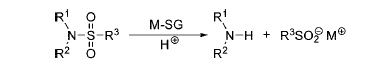 R¹ O
N-S-R³ M-SG R¹
R² O H⊕ N-H + R³SO₂⊖ M⊕
R²